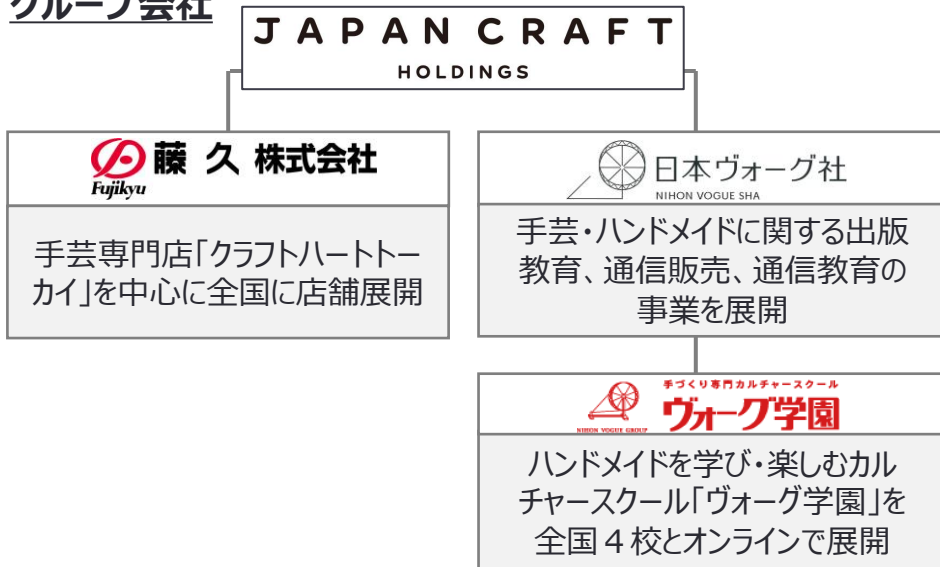 グループ会社
JAPAN CRAFT
HOLDINGS
藤久 株式会社
Fujikyu
手芸専門店「クラフトハートトー
カイ」を中心に全国に店舗展開
日本ヴォーグ社
NIHON VOGUE SHA
手芸・ハンドメイドに関する出版
教育、通信販売、通信教育の
事業を展開
手づくり専門カルチャースクール
ヴォーグ学園
NIHON VOGUE GROUP
ハンドメイドを学び・楽しむカル
チャースクール「ヴォーグ学園」を
全国４校とオンラインで展開